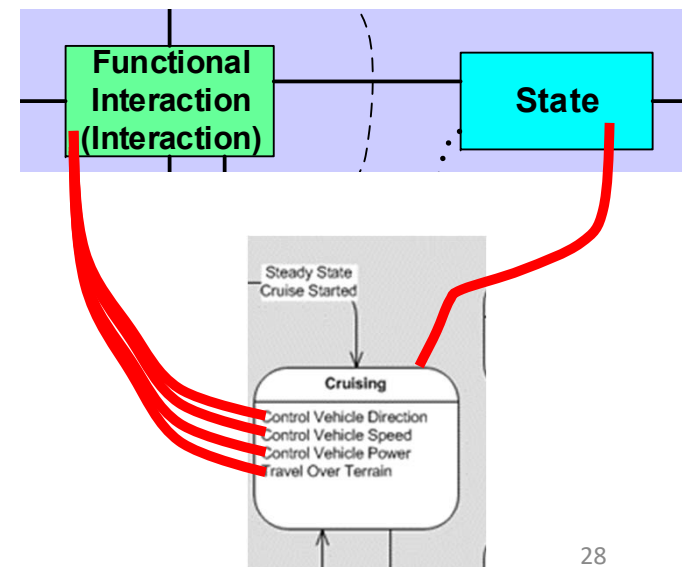 Functional
Interaction
(Interaction)
State
Steady State
Cruise Started
Cruising
Control Vehicle Direction
Control Vehicle Speed
Control Vehicle Power
Travel Over Terrain
28